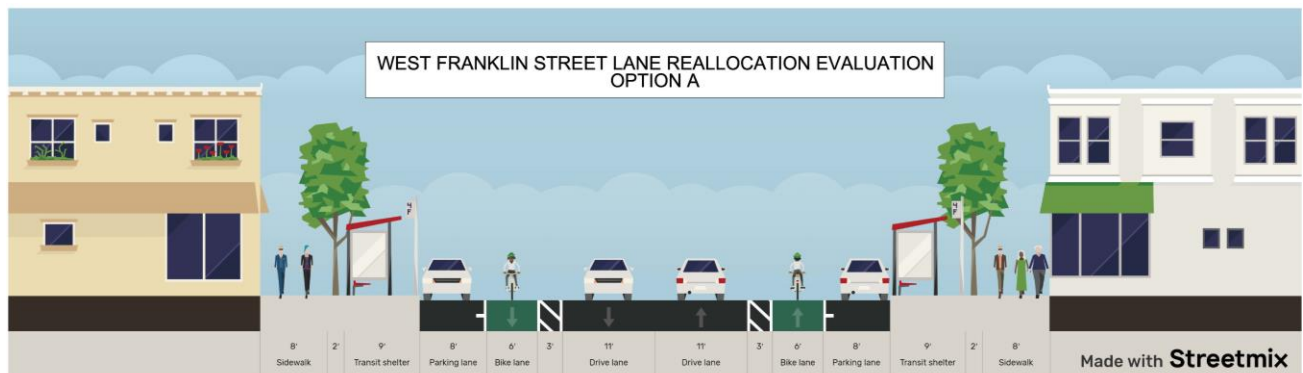 WEST FRANKLIN STREET LANE REALLOCATION EVALUATION
OPTION A
8' 2' 9' 8' 6' 3' 11' 11' 3' 6' 8' 9' 2' 8'
Sidewalk Transit shelter Parking lane Bike lane Drive lane Drive lane Bike lane Parking lane Transit shelter Sidewalk
Made with Streetmix